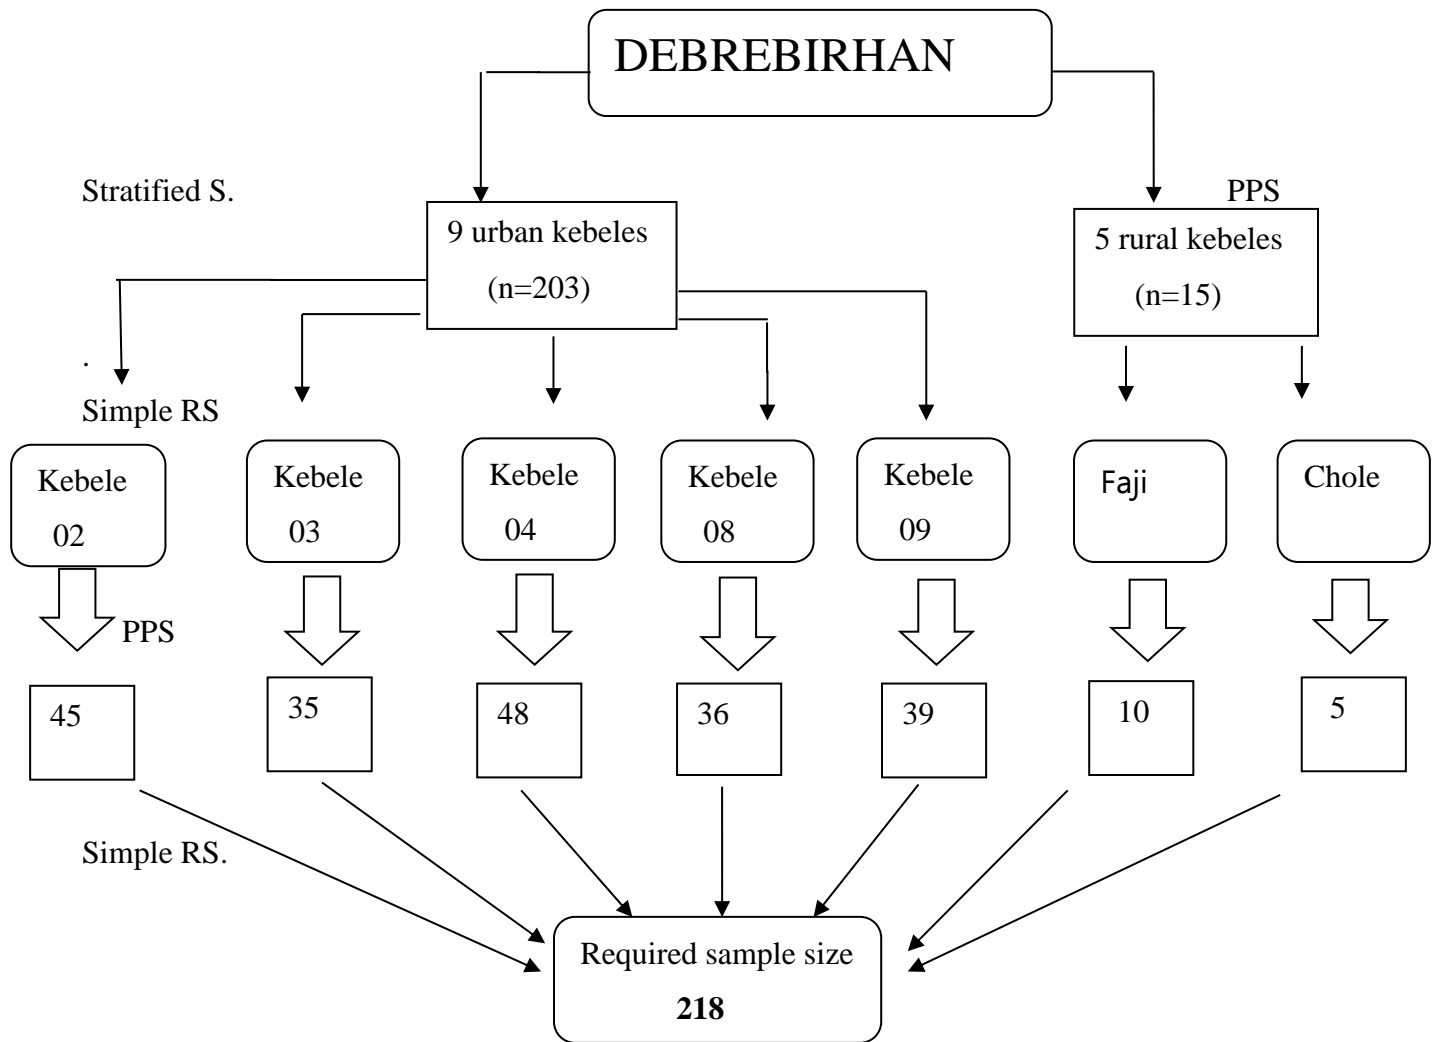 DEBREBIRHAN
Stratified S.
PPS
9 urban kebeles
(n=203)
5 rural kebeles
(n=15)
.
Simple RS
Kebele
02
Kebele
03
Kebele
04
Kebele
08
Kebele
09
Faji
Chole
PPS
45
35
48
36
39
10
5
Simple RS.
Required sample size
218